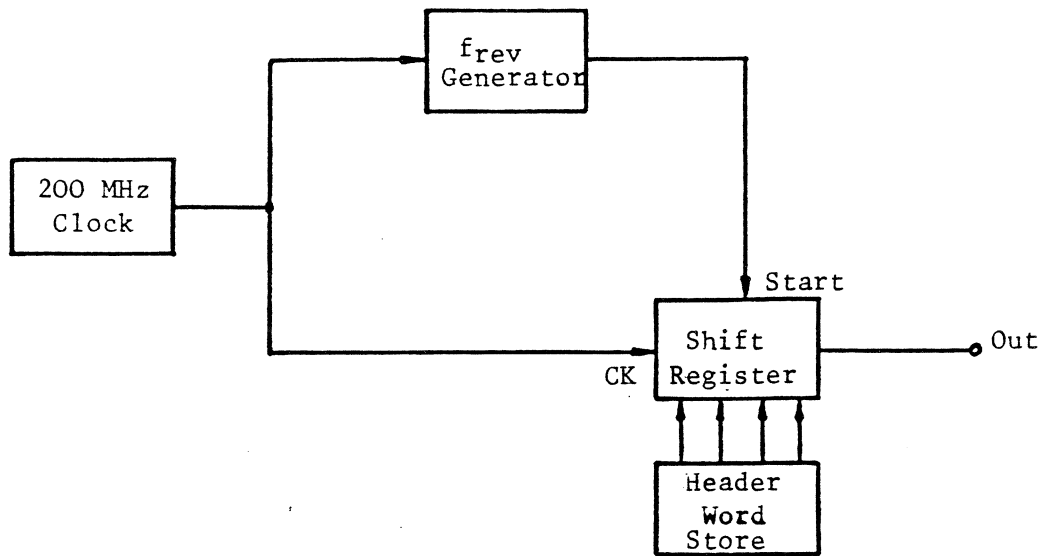 frev
Generator
200 MHz
Clock
Start
Shift
Register
CK
Out
Header
Word
Store